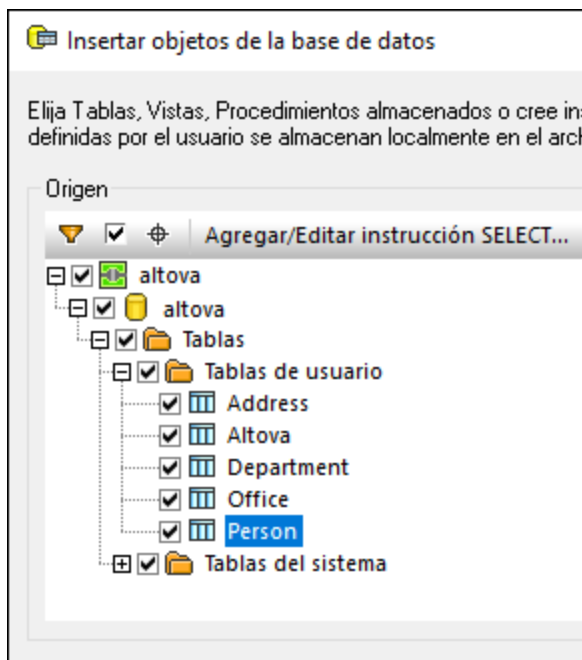 Insertar objetos de la base de datos
Elija Tablas, Vistas, Procedimientos almacenados o cree
definidas por el usuario se almacenan localmente en el
Origen
Agregar/Editar instrucción SELECT...
altova
altova
Tablas
Tablas de usuario
Address
Altova
Department
Office
Person
Tablas del sistema